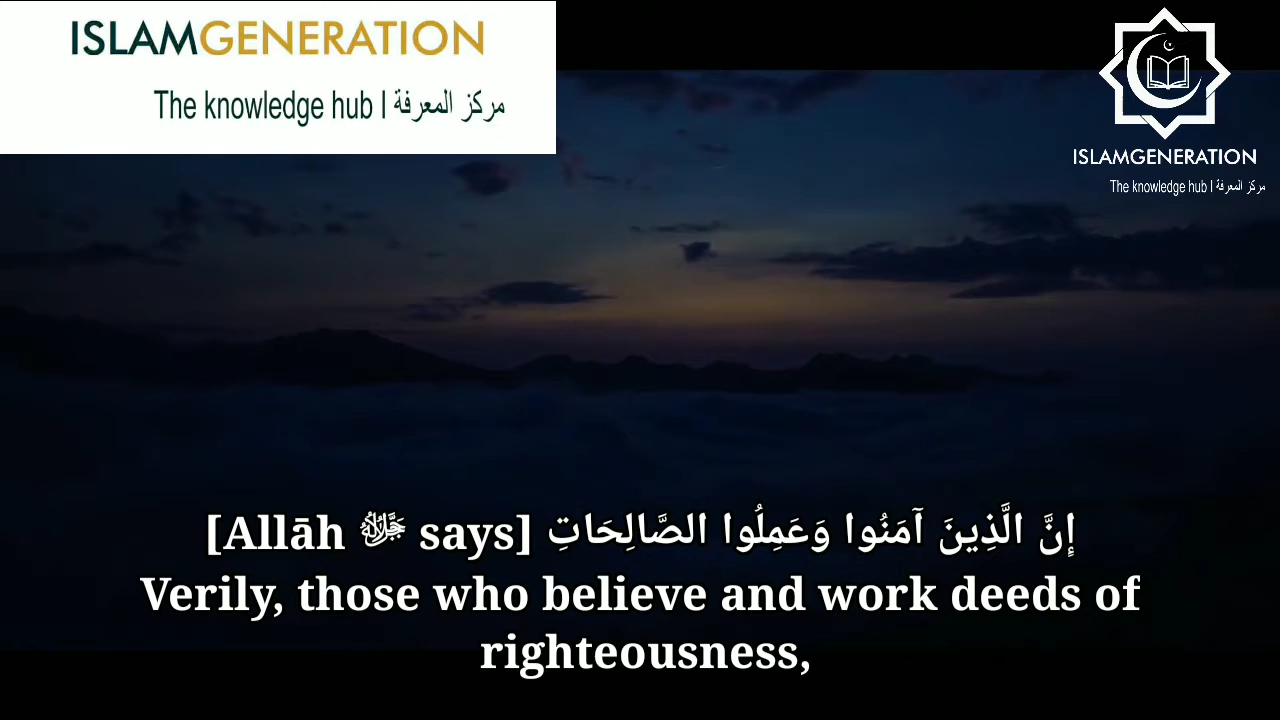 ISLAMGENERATION
The knowledge hub | مركز المعرفة
ISLAMGENERATION
The knowledge hub | مركز المعرفة
[Allāh ﷻ says] إِنَّ الَّذِينَ آمَنُوا وَعَمِلُوا الصَّالِحَاتِ
Verily, those who believe and work deeds of
righteousness,